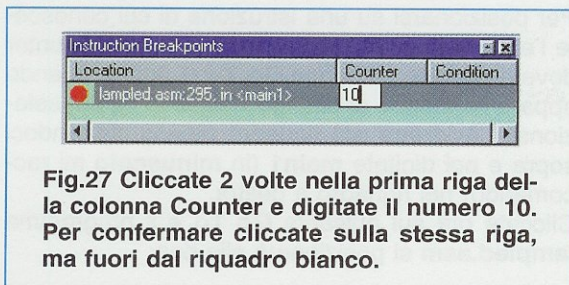 Instruction Breakpoints
Location Counter Condition
lampled.asm:295, in <main1> 10
Fig.27 Cliccate 2 volte nella prima riga del-
la colonna Counter e digitate il numero 10.
Per confermare cliccate sulla stessa riga,
ma fuori dal riquadro bianco.